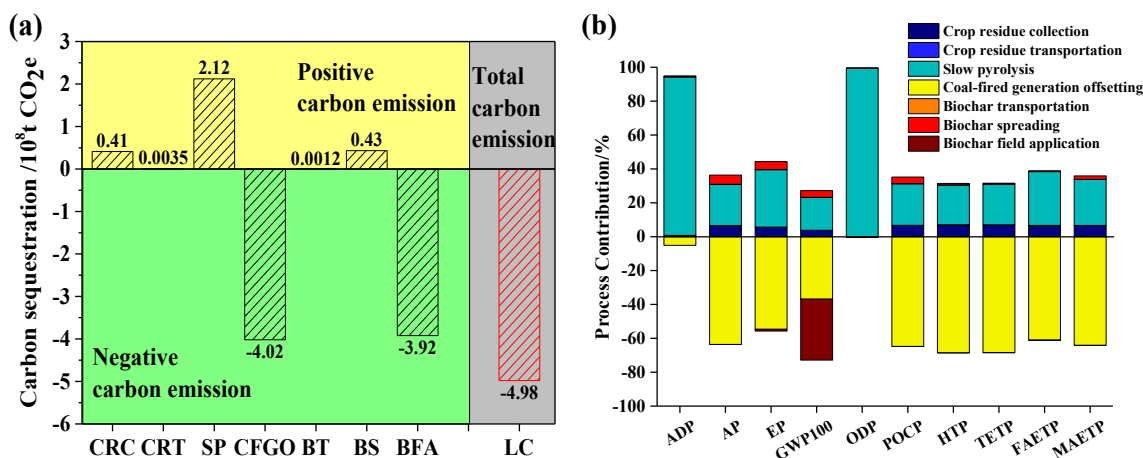 (a)
Carbon sequestration /10⁸t CO₂e
3
2
1
0
-1
-2
-3
-4
-5
-6
0.41
0.0035
2.12
-4.02
0.0012
0.43
-3.92
-4.98
Positive
carbon emission
Total
carbon
emission
Negative
carbon emission
CRC CRT SP CFGO BT BS BFA LC
(b)
Process Contribution/%
100
80
60
40
20
0
-20
-40
-60
-80
-100
Crop residue collection
Crop residue transportation
Slow pyrolysis
Coal-fired generation offsetting
Biochar transportation
Biochar spreading
Biochar field application
ADP AP EP GWP100 ODP POCP HTP TETP FAETP MAETP